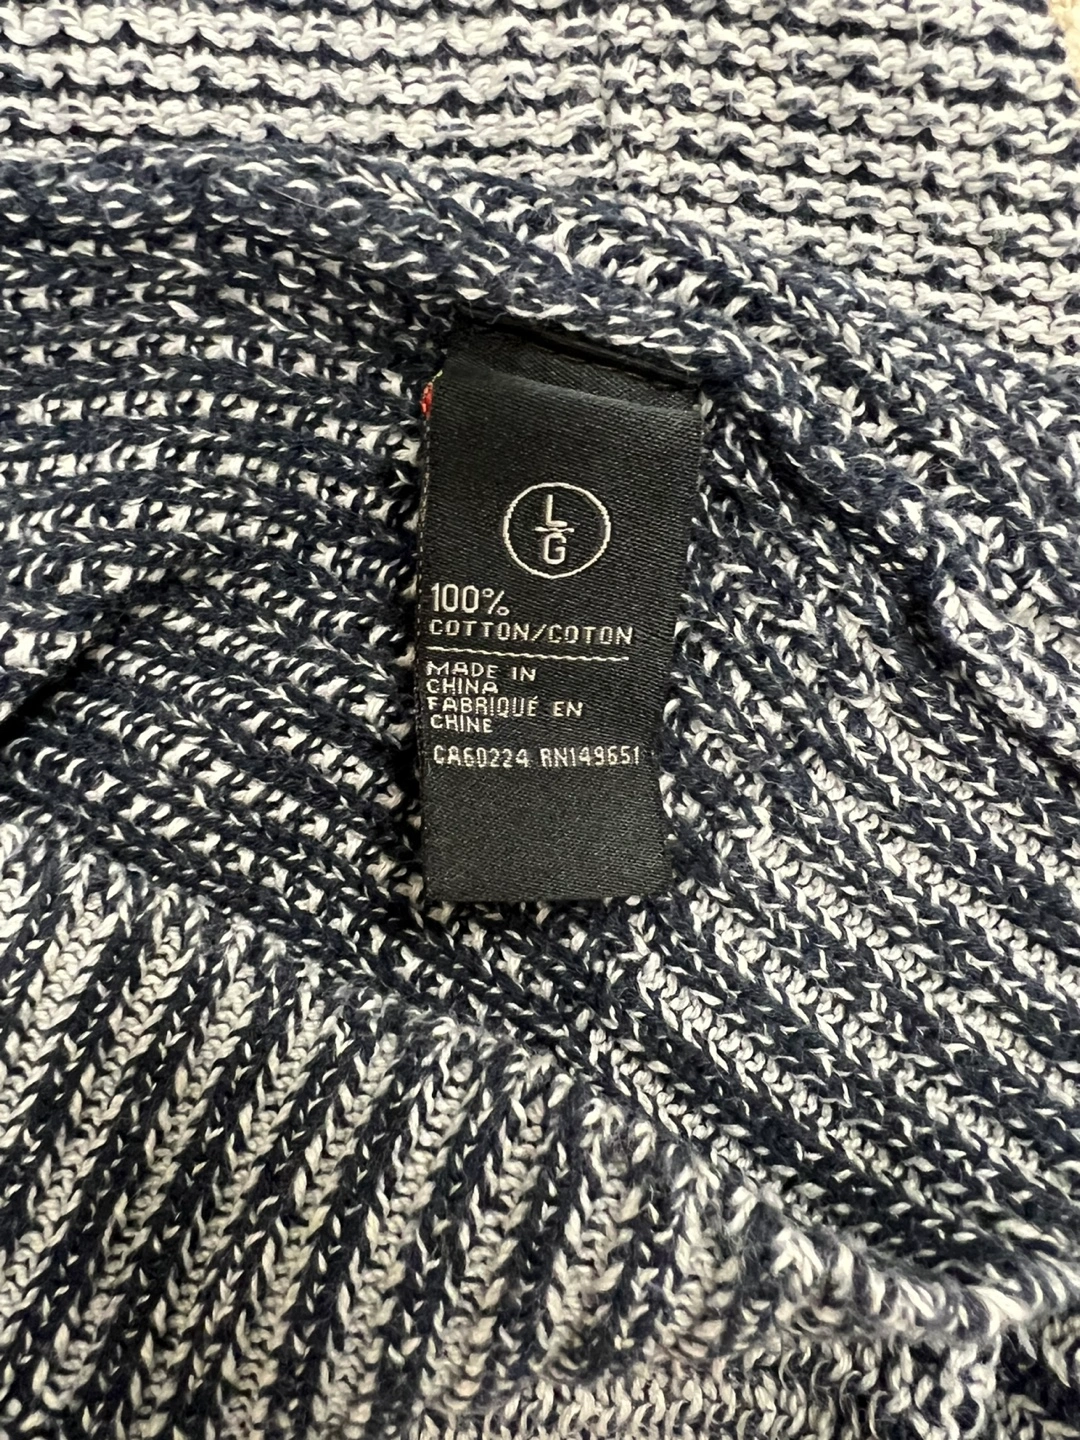 L
G
100%
COTTON/COTON
MADE IN
CHINA
FABRIQUÉ EN
CHINE
CA60224 RN149651